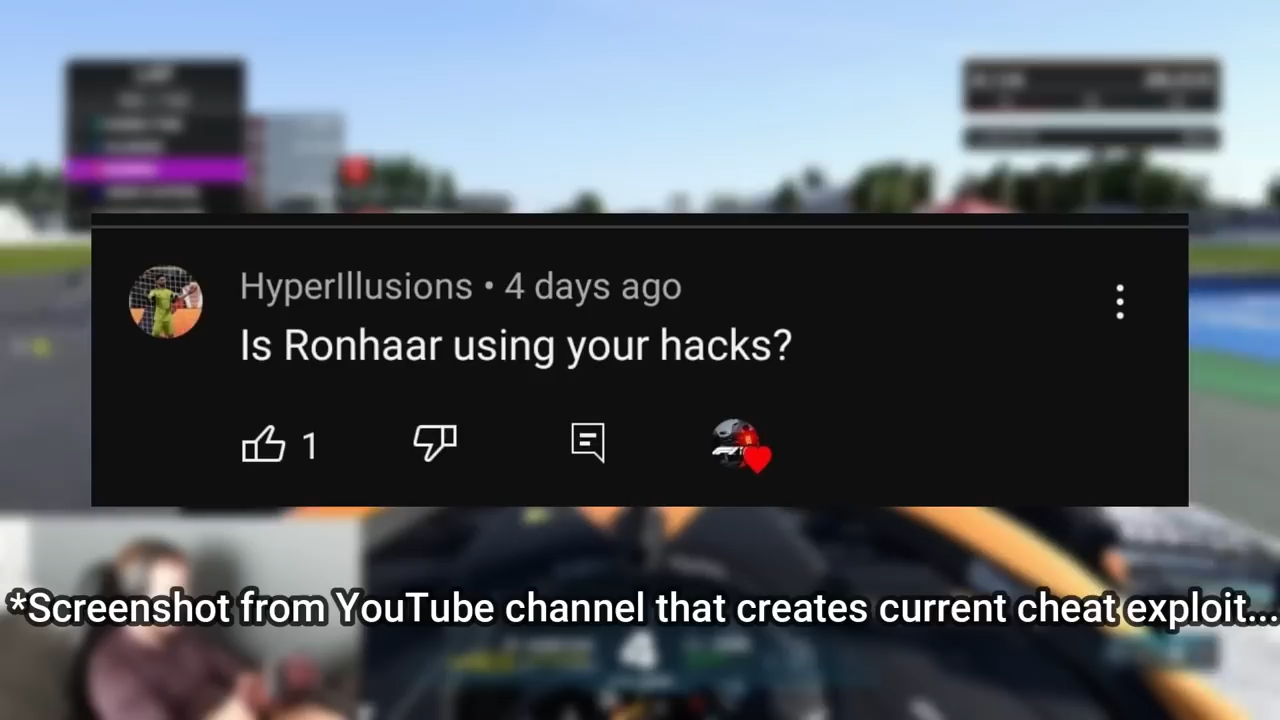 HyperIllusions • 4 days ago
Is Ronhaar using your hacks?
1
*Screenshot from YouTube channel that creates current cheat exploit...
4